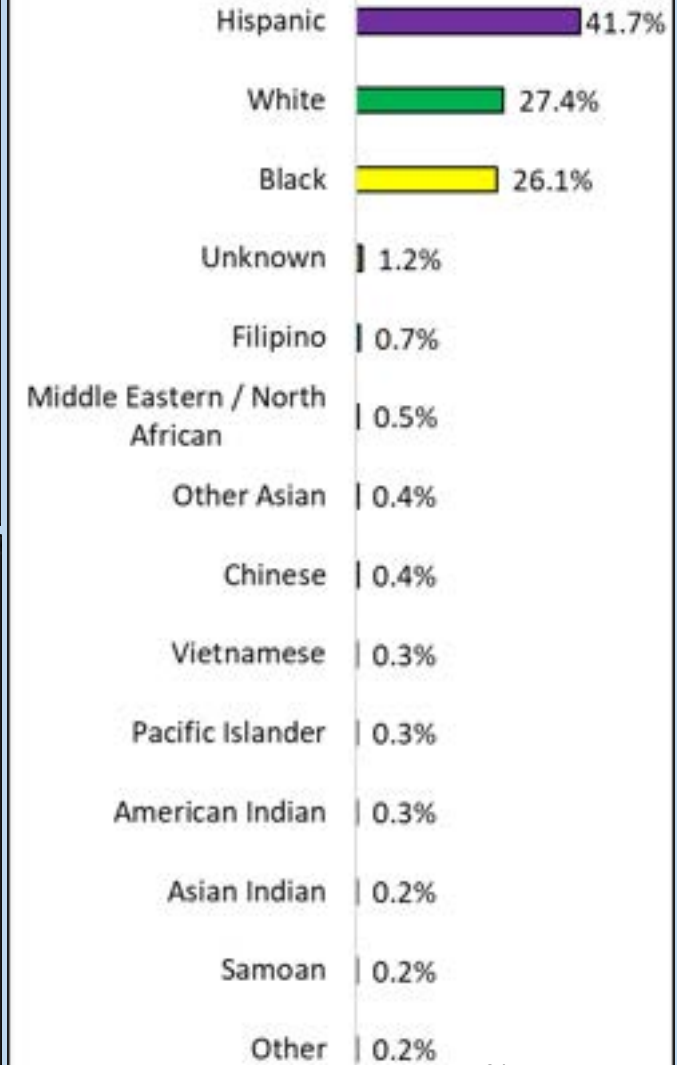 Hispanic 41.7%
White 27.4%
Black 26.1%
Unknown 1.2%
Filipino 0.7%
Middle Eastern / North
African 0.5%
Other Asian 0.4%
Chinese 0.4%
Vietnamese 0.3%
Pacific Islander 0.3%
American Indian 0.3%
Asian Indian 0.2%
Samoan 0.2%
Other 0.2%